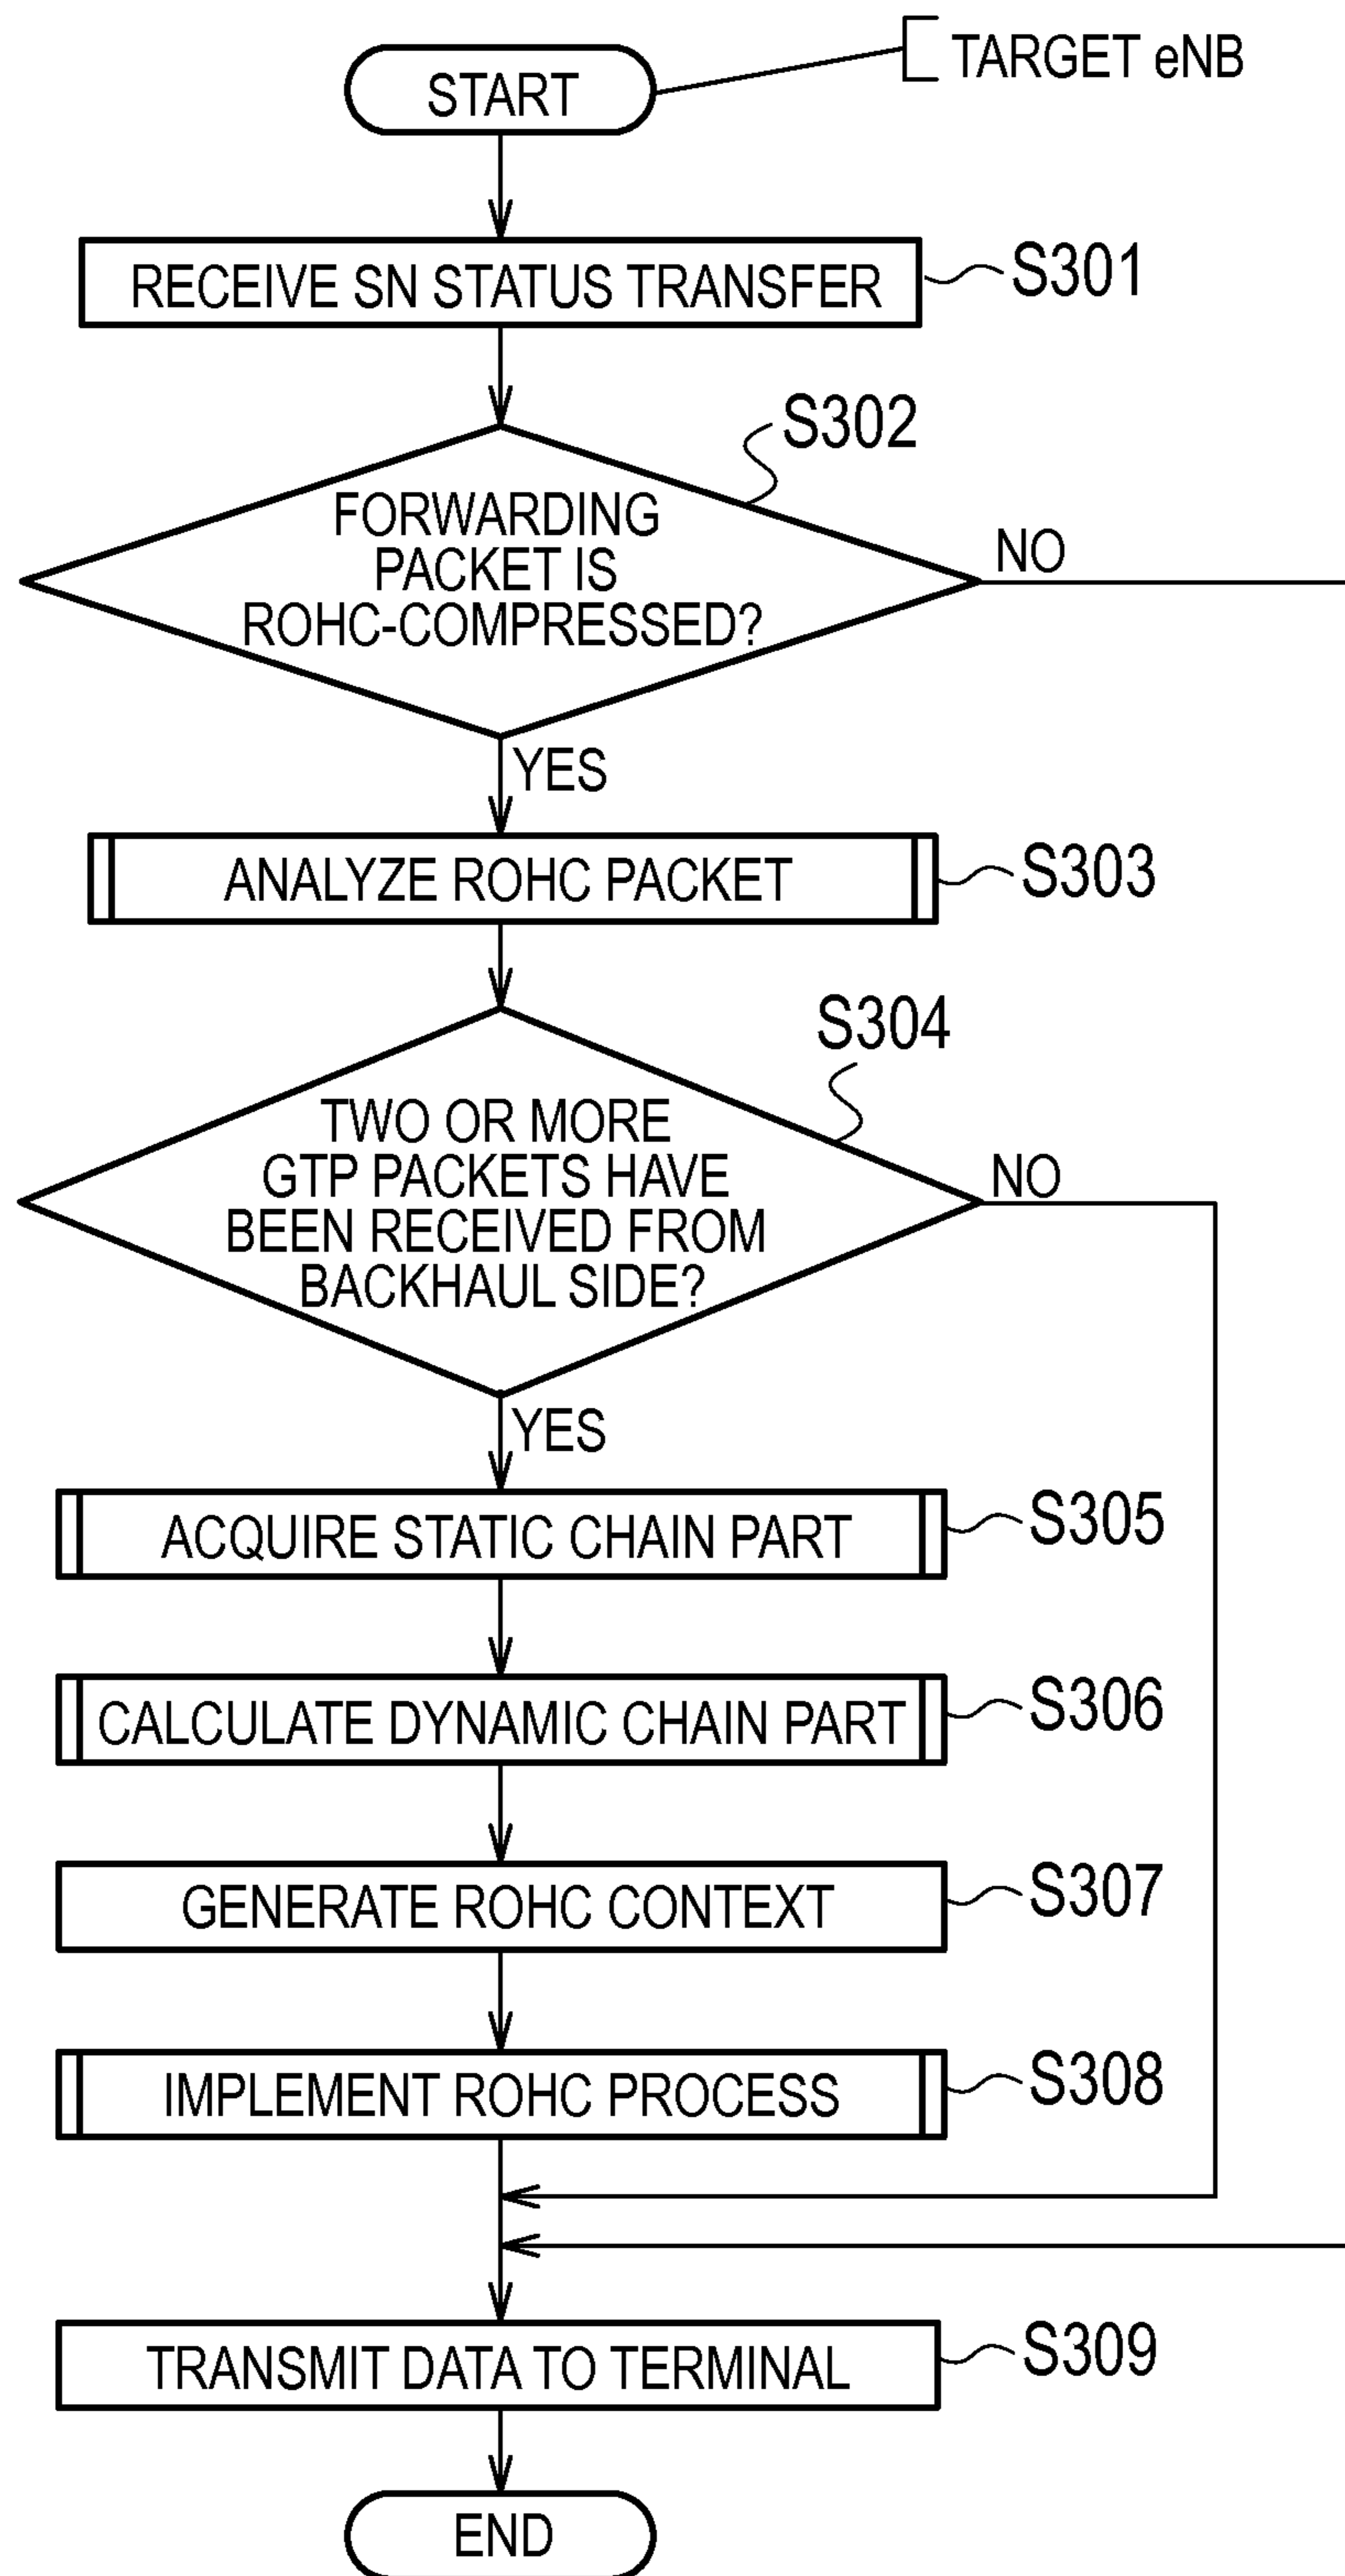 TARGET eNB
START
RECEIVE SN STATUS TRANSFER
S301
S302
FORWARDING
PACKET IS
ROHC-COMPRESSED?
NO
YES
ANALYZE ROHC PACKET
S303
S304
TWO OR MORE
GTP PACKETS HAVE
BEEN RECEIVED FROM
BACKHAUL SIDE?
NO
YES
ACQUIRE STATIC CHAIN PART
S305
CALCULATE DYNAMIC CHAIN PART
S306
GENERATE ROHC CONTEXT
S307
IMPLEMENT ROHC PROCESS
S308
TRANSMIT DATA TO TERMINAL
S309
END